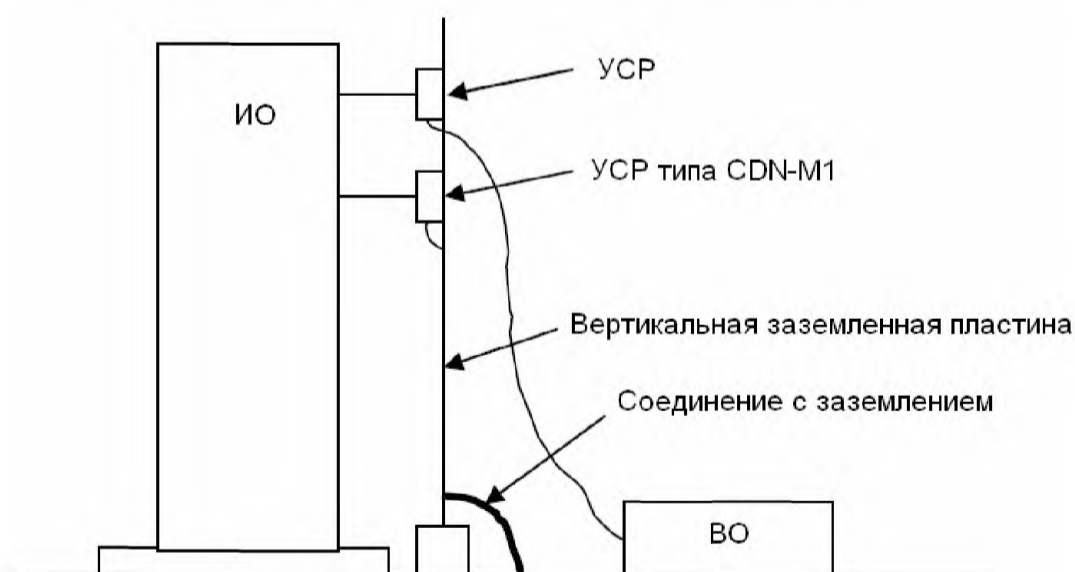 УСР
ИО
УСР типа CDN-M1
Вертикальная заземленная пластина
Соединение с заземлением
ВО